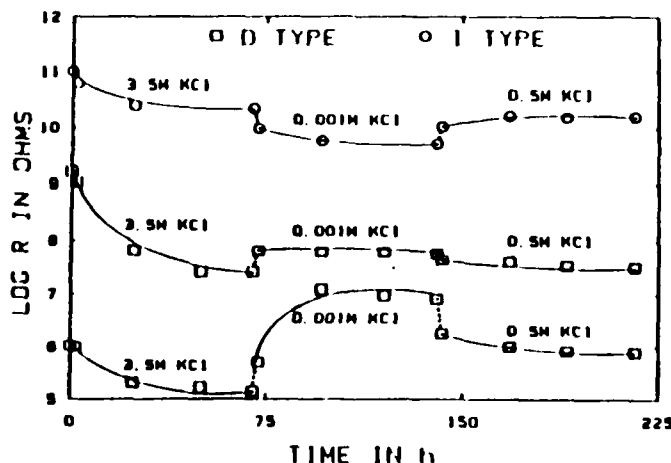 D TYPE I TYPE
11
10
9
8
7
6
5
LOG R IN OHMS
3.5M KCl
0.001M KCl
0.5M KCl
3.5M KCl
0.001M KCl
0.5M KCl
3.5M KCl
0.001M KCl
0.5M KCl
0 75 150 225
TIME IN h